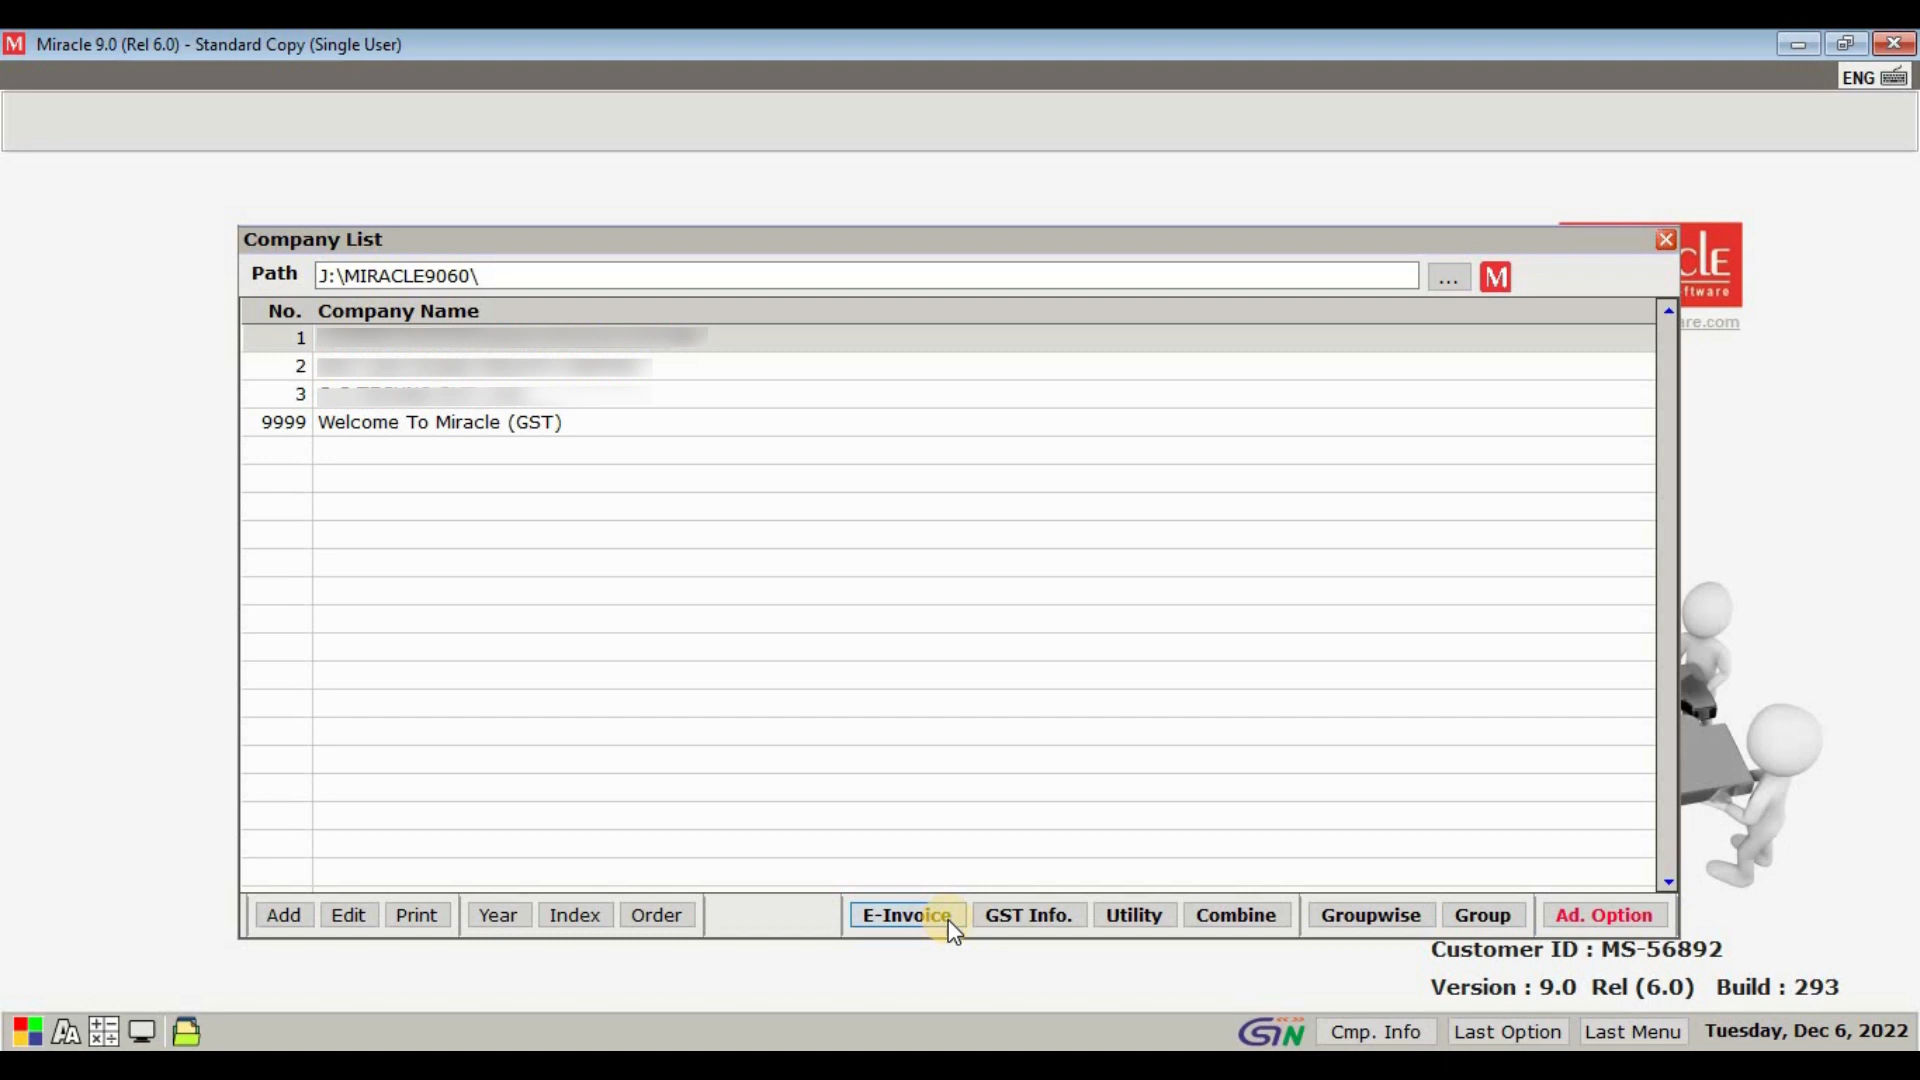 Miracle 9.0 (Rel 6.0) - Standard Copy (Single User)
ENG
Company List
Path J:\MIRACLE9060\ ... M
No. Company Name
1
2
3
9999 Welcome To Miracle (GST)
Add Edit Print Year Index Order E-Invoice GST Info. Utility Combine Groupwise Group Ad. Option
Customer ID : MS-56892
Version : 9.0 Rel (6.0) Build : 293
GSTN Cmp. Info Last Option Last Menu Tuesday, Dec 6, 2022